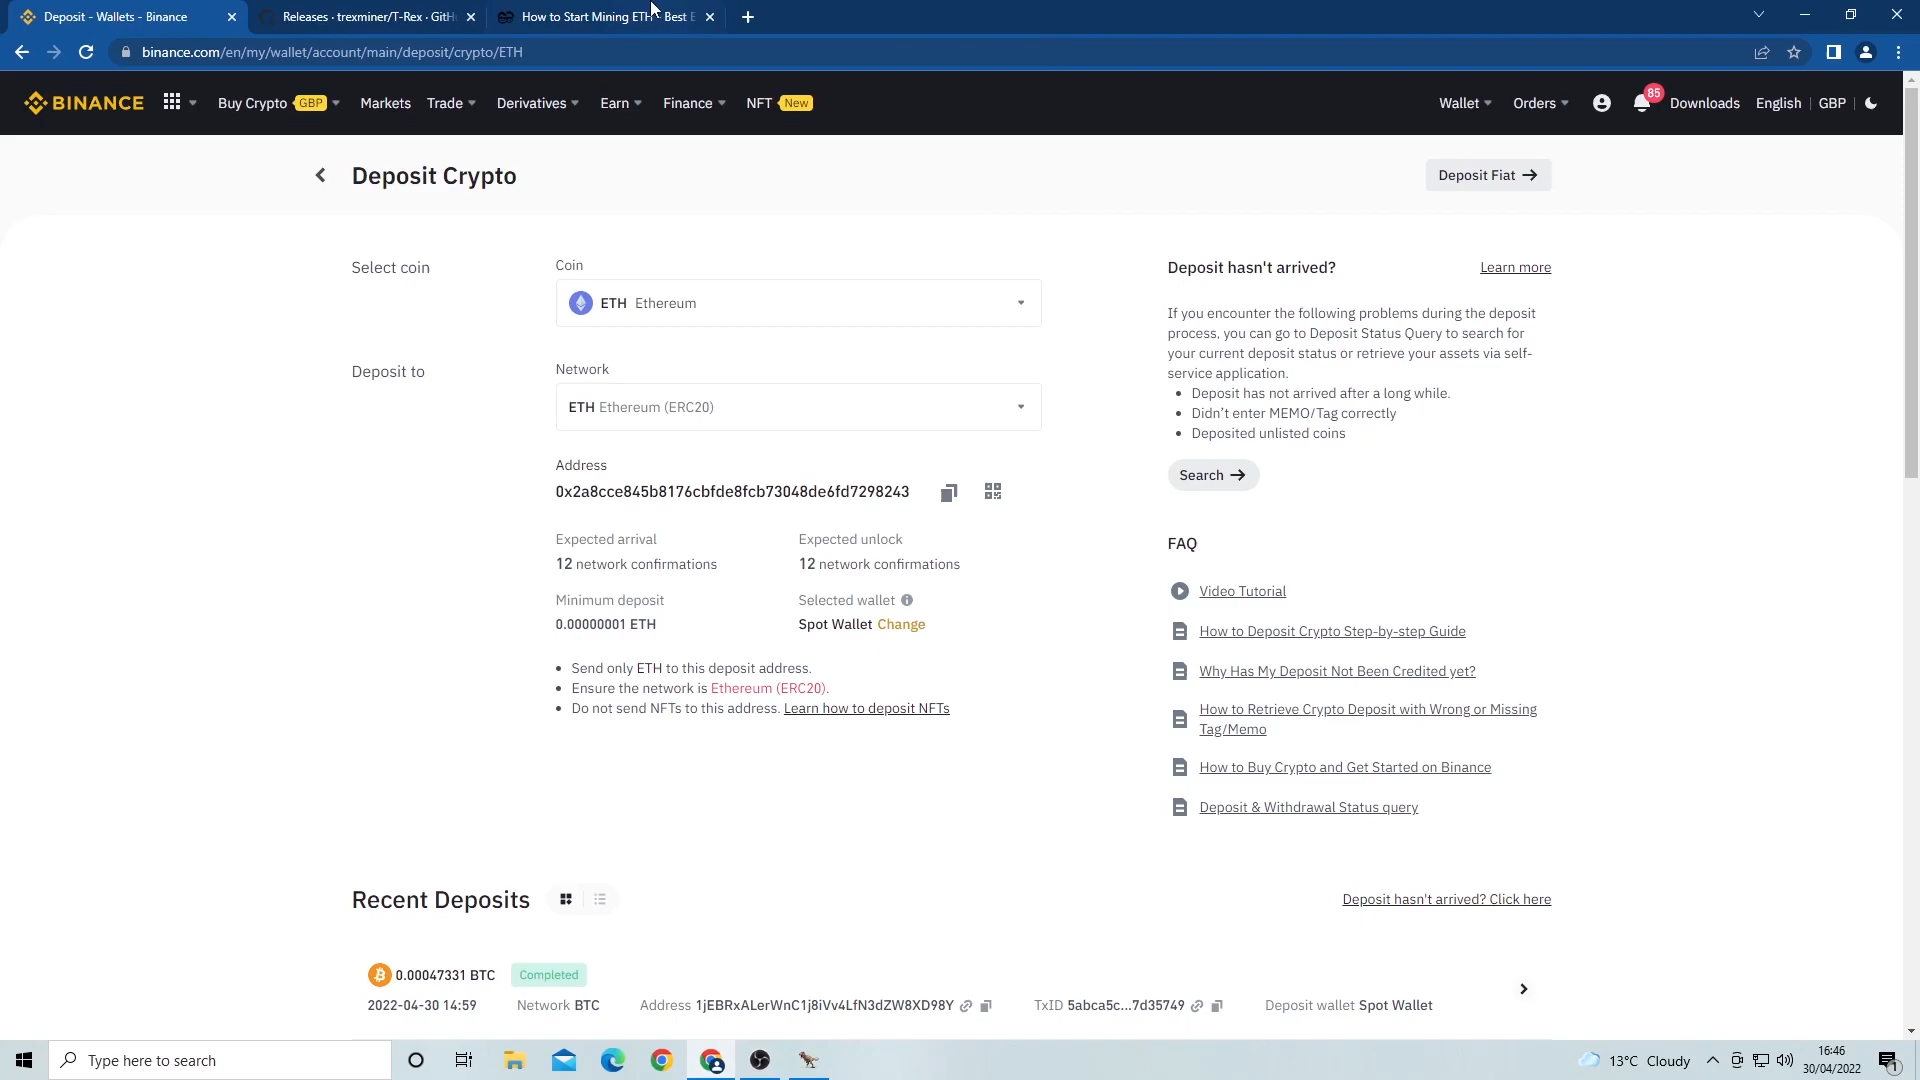 Deposit - Wallets - Binance
Releases · trexminer/T-Rex · GitH
How to Start Mining ETH - Best E
binance.com/en/my/wallet/account/main/deposit/crypto/ETH
BINANCE
Buy Crypto GBP
Markets
Trade
Derivatives
Earn
Finance
NFT New
Wallet
Orders
85
Downloads
English | GBP
Deposit Crypto
Deposit Fiat →
Select coin
Coin
ETH Ethereum
Deposit to
Network
ETH Ethereum (ERC20)
Address
0x2a8cce845b8176cbfde8fcb73048de6fd7298243
Expected arrival
12 network confirmations
Expected unlock
12 network confirmations
Minimum deposit
0.00000001 ETH
Selected wallet
Spot Wallet Change
• Send only ETH to this deposit address.
• Ensure the network is Ethereum (ERC20).
• Do not send NFTs to this address. Learn how to deposit NFTs
Deposit hasn't arrived?
Learn more
If you encounter the following problems during the deposit
process, you can go to Deposit Status Query to search for
your current deposit status or retrieve your assets via self-
service application.
• Deposit has not arrived after a long while.
• Didn’t enter MEMO/Tag correctly
• Deposited unlisted coins
Search →
FAQ
Video Tutorial
How to Deposit Crypto Step-by-step Guide
Why Has My Deposit Not Been Credited yet?
How to Retrieve Crypto Deposit with Wrong or Missing
Tag/Memo
How to Buy Crypto and Get Started on Binance
Deposit & Withdrawal Status query
Recent Deposits
Deposit hasn't arrived? Click here
0.00047331 BTC Completed
2022-04-30 14:59 Network BTC Address 1jEBRxALerWnC1j8iVv4LfN3dZW8XD98Y TxID 5abca5c...7d35749 Deposit wallet Spot Wallet
Type here to search
13°C Cloudy
16:46
30/04/2022
1